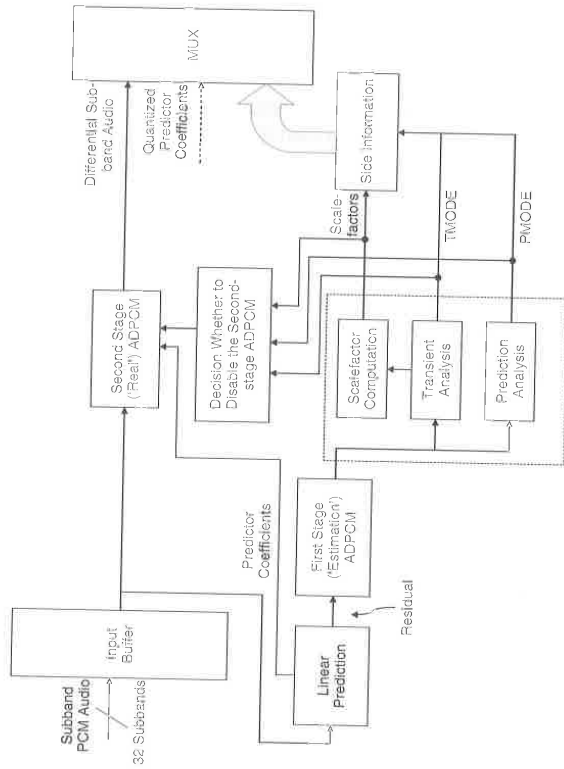 Subband
PCM Audio
32 Subbands
Input
Buffer
Linear
Prediction
Residual
Predictor
Coefficients
First Stage
('Estimation')
ADPCM
Second Stage
('Real') ADPCM
Decision Whether to
Disable the Second-
stage ADPCM
Scalefactor
Computation
Transient
Analysis
Prediction
Analysis
Scale-
factors
TMODE
PMODE
Side Information
Differential Sub-
band Audio
Quantized
Predictor
Coefficients
MUX